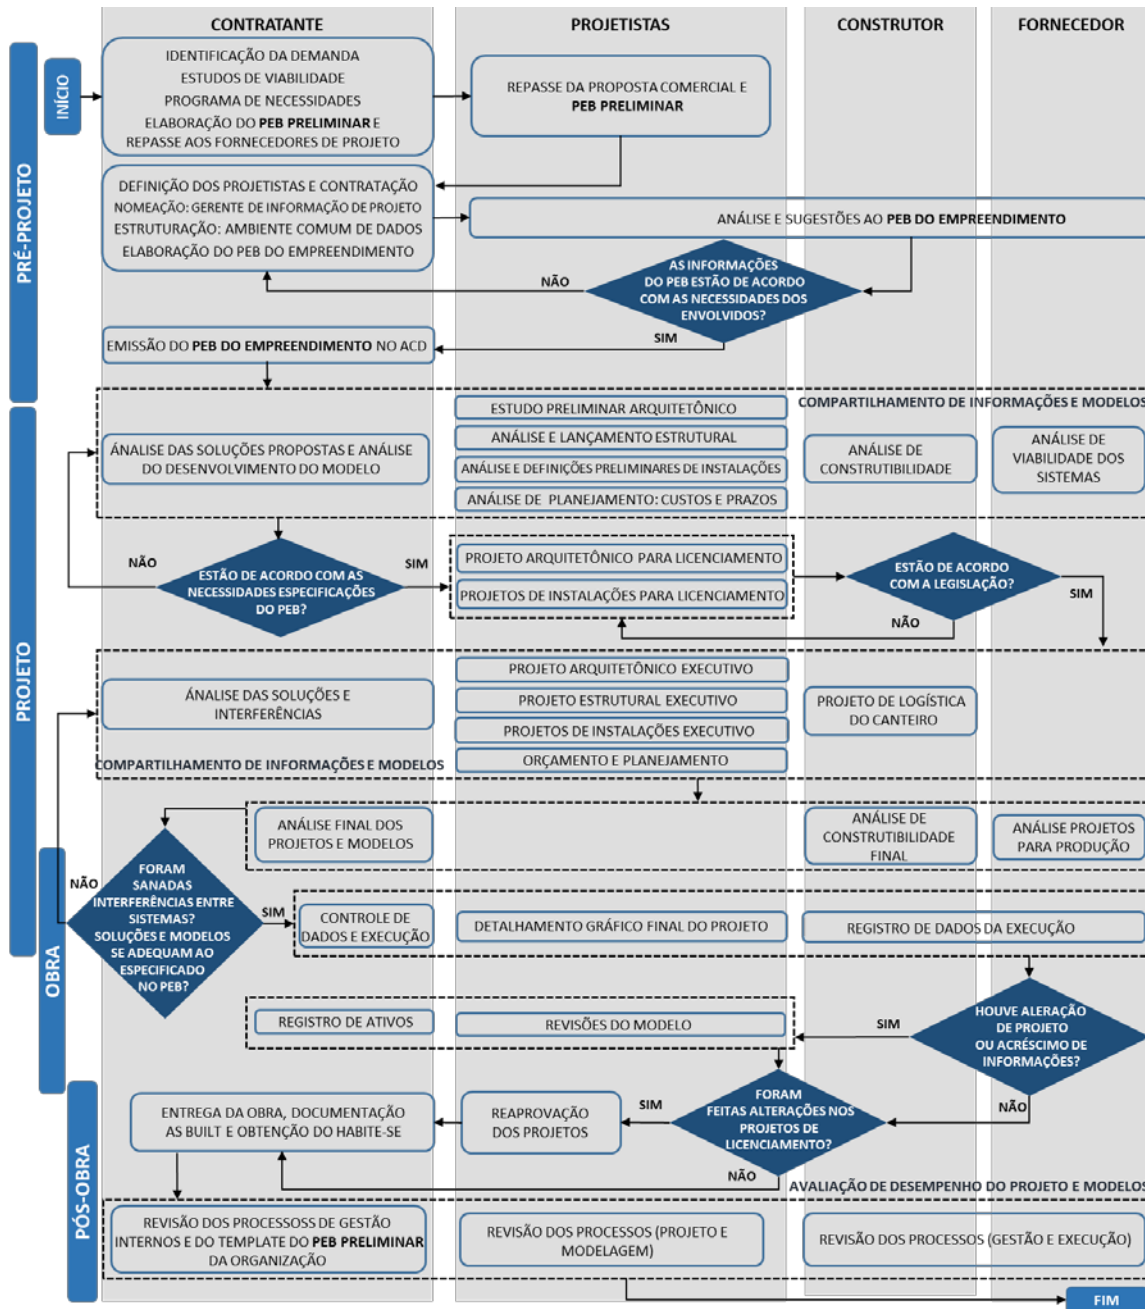 CONTRATANTE
PROJETISTAS
CONSTRUTOR
FORNECEDOR
PRÉ-PROJETO
INÍCIO
IDENTIFICAÇÃO DA DEMANDA
ESTUDOS DE VIABILIDADE
PROGRAMA DE NECESSIDADES
ELABORAÇÃO DO PEB PRELIMINAR E
REPASSE AOS FORNECEDORES DE PROJETO
REPASSE DA PROPOSTA COMERCIAL E
PEB PRELIMINAR
DEFINIÇÃO DOS PROJETISTAS E CONTRATAÇÃO
NOMEAÇÃO: GERENTE DE INFORMAÇÃO DE PROJETO
ESTRUTURAÇÃO: AMBIENTE COMUM DE DADOS
ELABORAÇÃO DO PEB DO EMPREENDIMENTO
ANÁLISE E SUGESTÕES AO PEB DO EMPREENDIMENTO
AS INFORMAÇÕES
DO PEB ESTÃO DE ACORDO
COM AS NECESSIDADES DOS
ENVOLVIDOS?
NÃO
SIM
EMISSÃO DO PEB DO EMPREENDIMENTO NO ACD
PROJETO
COMPARTILHAMENTO DE INFORMAÇÕES E MODELOS
ÁNALISE DAS SOLUÇÕES PROPOSTAS E ANÁLISE
DO DESENVOLVIMENTO DO MODELO
ESTUDO PRELIMINAR ARQUITETÔNICO
ANÁLISE E LANÇAMENTO ESTRUTURAL
ANÁLISE E DEFINIÇÕES PRELIMINARES DE INSTALAÇÕES
ANÁLISE DE PLANEJAMENTO: CUSTOS E PRAZOS
ANÁLISE DE
CONSTRUTIBILIDADE
ANÁLISE DE
VIABILIDADE DOS
SISTEMAS
NÃO
ESTÃO DE ACORDO COM AS
NECESSIDADES ESPECIFICAÇÕES
DO PEB?
SIM
PROJETO ARQUITETÔNICO PARA LICENCIAMENTO
PROJETOS DE INSTALAÇÕES PARA LICENCIAMENTO
ESTÃO DE ACORDO
COM A LEGISLAÇÃO?
SIM
NÃO
ÁNALISE DAS SOLUÇÕES E
INTERFERÊNCIAS
PROJETO ARQUITETÔNICO EXECUTIVO
PROJETO ESTRUTURAL EXECUTIVO
PROJETOS DE INSTALAÇÕES EXECUTIVO
ORÇAMENTO E PLANEJAMENTO
PROJETO DE LOGÍSTICA
DO CANTEIRO
COMPARTILHAMENTO DE INFORMAÇÕES E MODELOS
OBRA
ANÁLISE FINAL DOS
PROJETOS E MODELOS
ANÁLISE DE
CONSTRUTIBILIDADE
FINAL
ANÁLISE PROJETOS
PARA PRODUÇÃO
NÃO
FORAM
SANADAS
INTERFERÊNCIAS ENTRE
SISTEMAS?
SOLUÇÕES E MODELOS
SE ADEQUAM AO
ESPECIFICADO
NO PEB?
SIM
CONTROLE DE
DADOS E EXECUÇÃO
DETALHAMENTO GRÁFICO FINAL DO PROJETO
REGISTRO DE DADOS DA EXECUÇÃO
REGISTRO DE ATIVOS
REVISÕES DO MODELO
SIM
HOUVE ALERAÇÃO
DE PROJETO
OU ACRÉSCIMO DE
INFORMAÇÕES?
NÃO
PÓS-OBRA
ENTREGA DA OBRA, DOCUMENTAÇÃO
AS BUILT E OBTENÇÃO DO HABITE-SE
REAPROVAÇÃO
DOS PROJETOS
SIM
FORAM
FEITAS ALTERAÇÕES NOS
PROJETOS DE
LICENCIAMENTO?
NÃO
AVALIAÇÃO DE DESEMPENHO DO PROJETO E MODELOS
REVISÃO DOS PROCESSOSS DE GESTÃO
INTERNOS E DO TEMPLATE DO PEB PRELIMINAR
DA ORGANIZAÇÃO
REVISÃO DOS PROCESSOS (PROJETO E
MODELAGEM)
REVISÃO DOS PROCESSOS (GESTÃO E EXECUÇÃO)
FIM